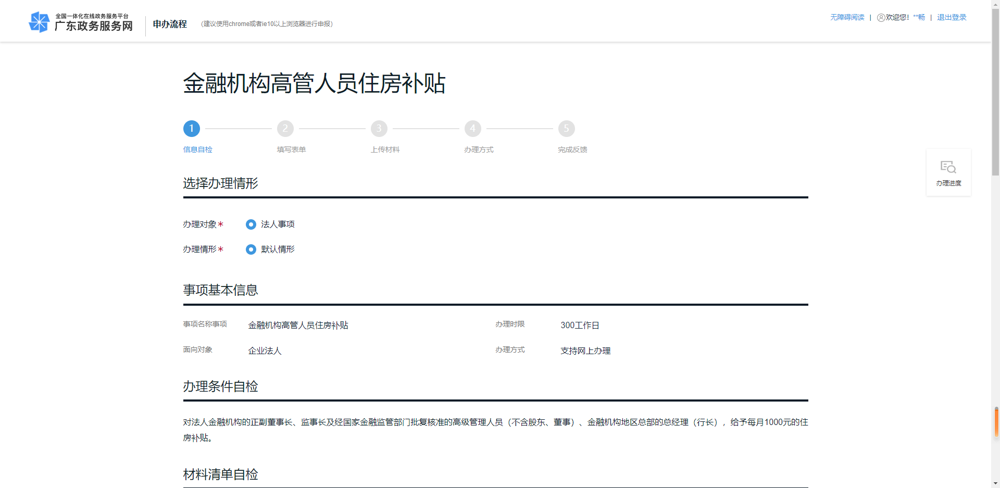 全国一体化在线政务服务平台
广东政务服务网
申办流程
（建议使用chrome或者ie10以上浏览器进行申报）
无障碍阅读 | 欢迎您! **畅 | 退出登录
金融机构高管人员住房补贴
1 2 3 4 5
信息自检 填写表单 上传材料 办理方式 完成反馈
办理进度
选择办理情形
办理对象* 法人事项
办理情形* 默认情形
事项基本信息
事项名称事项 金融机构高管人员住房补贴 办理时限 300工作日
面向对象 企业法人 办理方式 支持网上办理
办理条件自检
对法人金融机构的正副董事长、监事长及经国家金融监管部门批复核准的高级管理人员（不含股东、董事）、金融机构地区总部的总经理（行长），给予每月1000元的住
房补贴。
材料清单自检